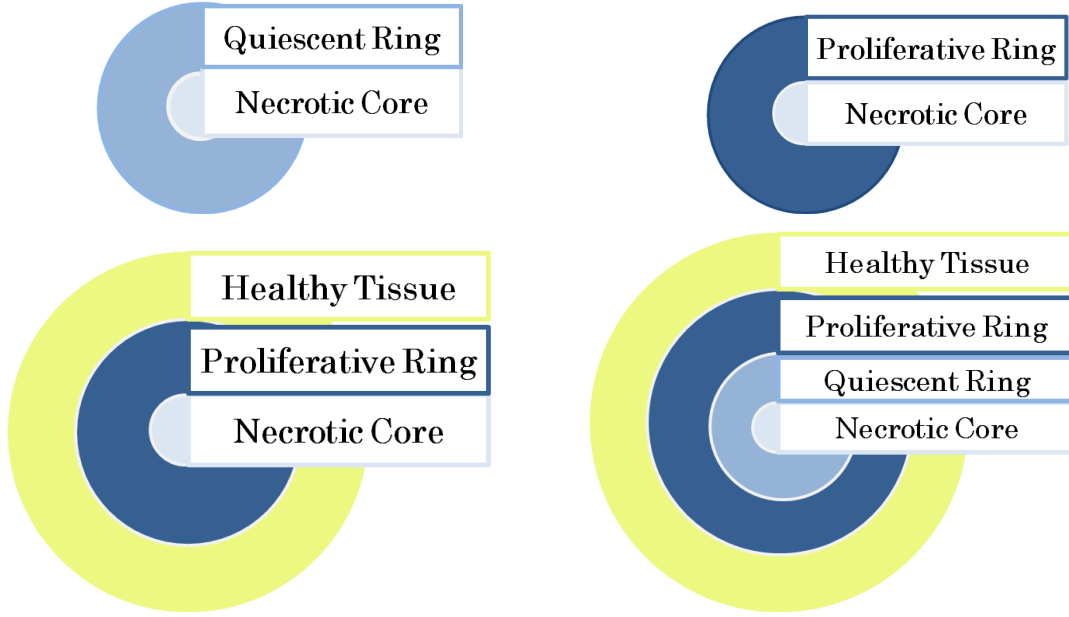 Quiescent Ring
Necrotic Core
Proliferative Ring
Necrotic Core
Healthy Tissue
Proliferative Ring
Necrotic Core
Healthy Tissue
Proliferative Ring
Quiescent Ring
Necrotic Core